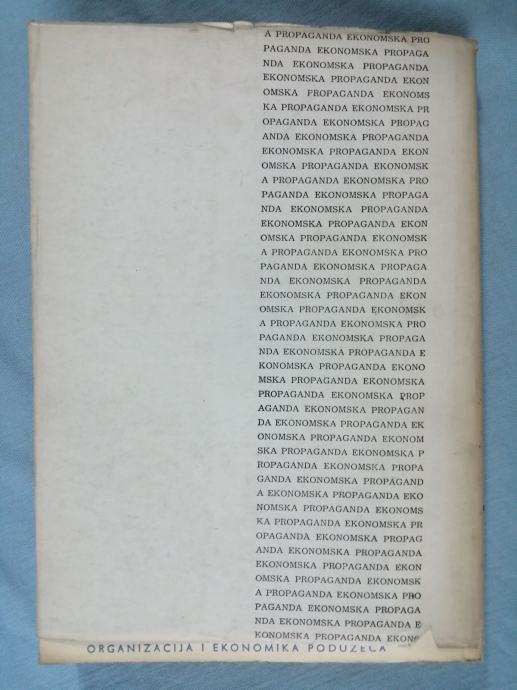 A PROPAGANDA EKONOMSKA PRO
PAGANDA EKONOMSKA PROPAGA
NDA EKONOMSKA PROPAGANDA
EKONOMSKA PROPAGANDA EKON
OMSKA PROPAGANDA EKONOMS
KA PROPAGANDA EKONOMSKA PR
OPAGANDA EKONOMSKA PROPAG
ANDA EKONOMSKA PROPAGANDA
EKONOMSKA PROPAGANDA EKON
OMSKA PROPAGANDA EKONOMSK
A PROPAGANDA EKONOMSKA PRO
PAGANDA EKONOMSKA PROPAGA
NDA EKONOMSKA PROPAGANDA
EKONOMSKA PROPAGANDA EKON
OMSKA PROPAGANDA EKONOMSK
A PROPAGANDA EKONOMSKA PRO
PAGANDA EKONOMSKA PROPAGA
NDA EKONOMSKA PROPAGANDA
EKONOMSKA PROPAGANDA EKON
OMSKA PROPAGANDA EKONOMSK
A PROPAGANDA EKONOMSKA PRO
PAGANDA EKONOMSKA PROPAGA
NDA EKONOMSKA PROPAGANDA E
KONOMSKA PROPAGANDA EKONO
MSKA PROPAGANDA EKONOMSKA
PROPAGANDA EKONOMSKA PROP
AGANDA EKONOMSKA PROPAGAN
DA EKONOMSKA PROPAGANDA EK
ONOMSKA PROPAGANDA EKONOM
SKA PROPAGANDA EKONOMSKA P
ROPAGANDA EKONOMSKA PROPA
GANDA EKONOMSKA PROPAGAND
A EKONOMSKA PROPAGANDA EKO
NOMSKA PROPAGANDA EKONOMS
KA PROPAGANDA EKONOMSKA PR
OPAGANDA EKONOMSKA PROPAG
ANDA EKONOMSKA PROPAGANDA
EKONOMSKA PROPAGANDA EKON
OMSKA PROPAGANDA EKONOMSK
A PROPAGANDA EKONOMSKA PRO
PAGANDA EKONOMSKA PROPAGA
NDA EKONOMSKA PROPAGANDA E
KONOMSKA PROPAGANDA EKONO
ORGANIZACIJA I EKONOMIKA PODUZEĆA